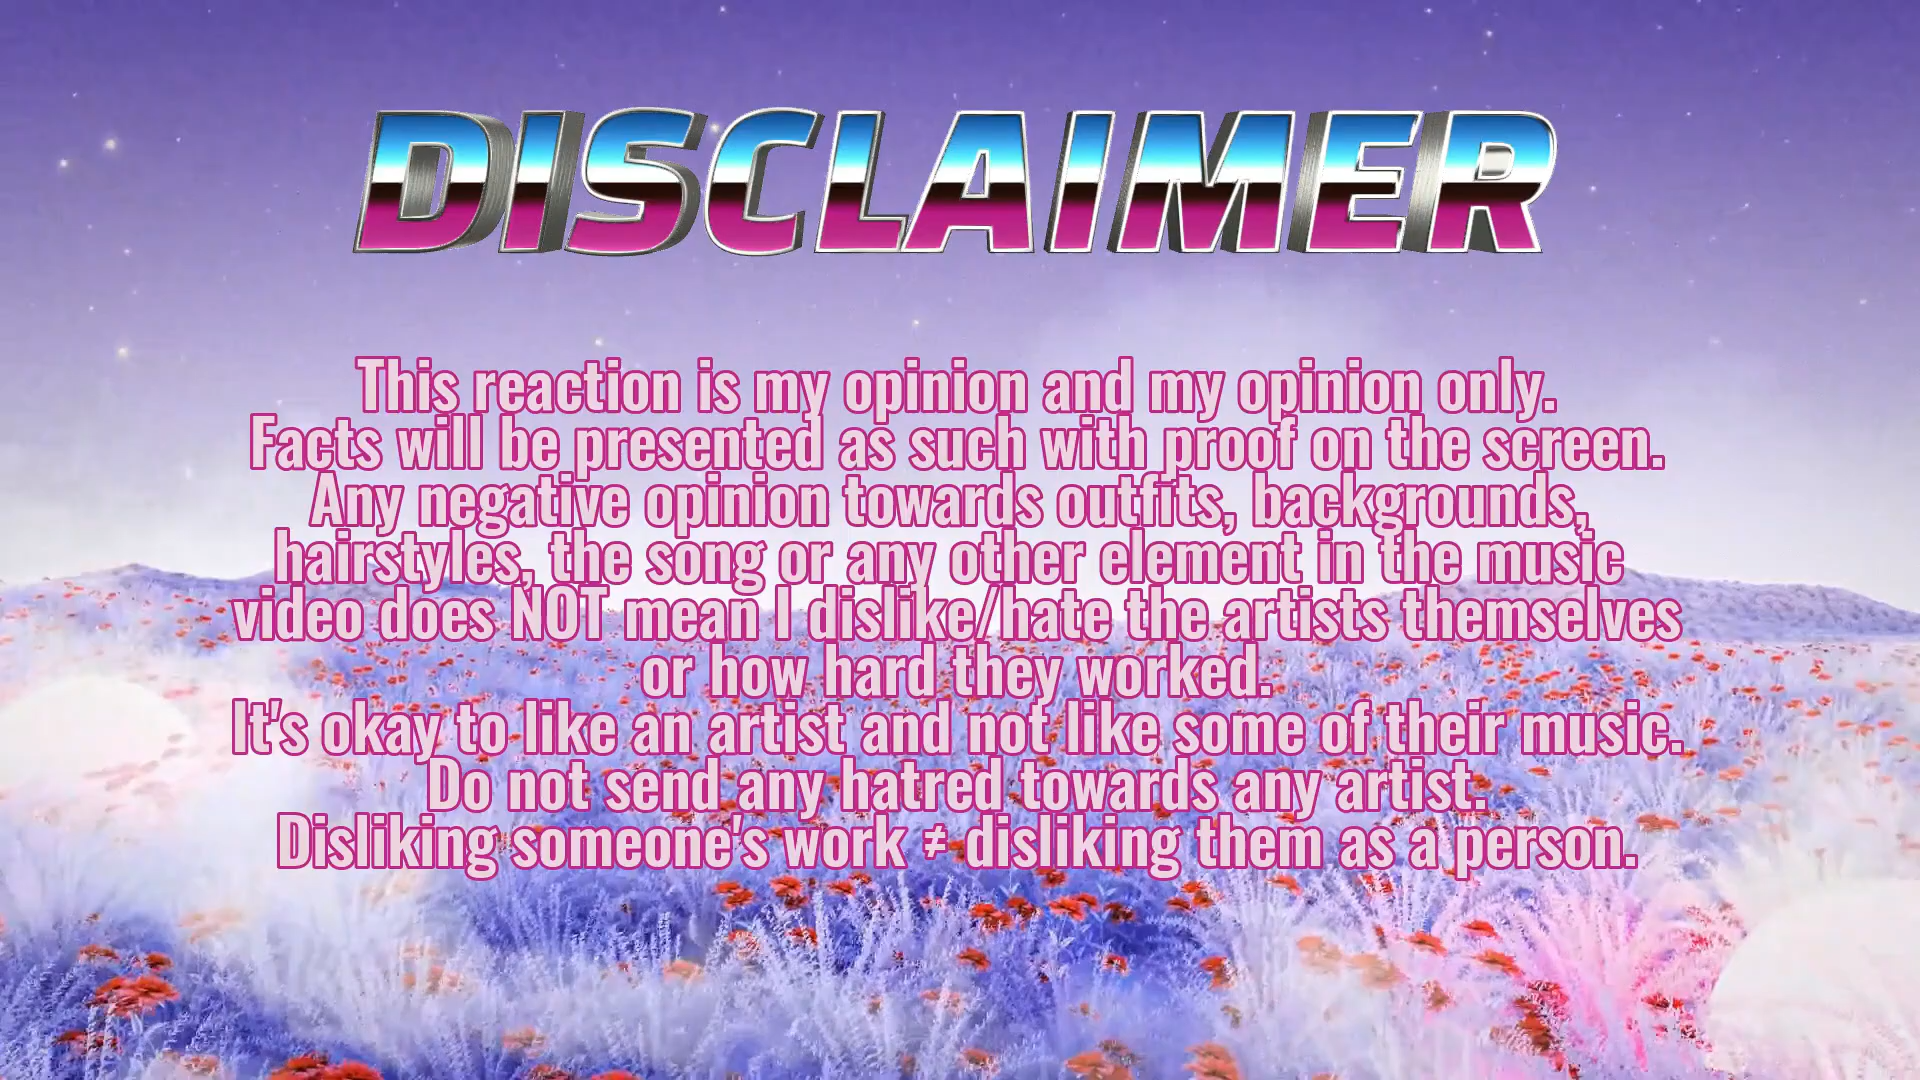 DISCLAIMER
This reaction is my opinion and my opinion only.
Facts will be presented as such with proof on the screen.
Any negative opinion towards outfits, backgrounds,
hairstyles, the song or any other element in the music
video does NOT mean I dislike/hate the artists themselves
or how hard they worked.
It's okay to like an artist and not like some of their music.
Do not send any hatred towards any artist.
Disliking someone's work ≠ disliking them as a person.